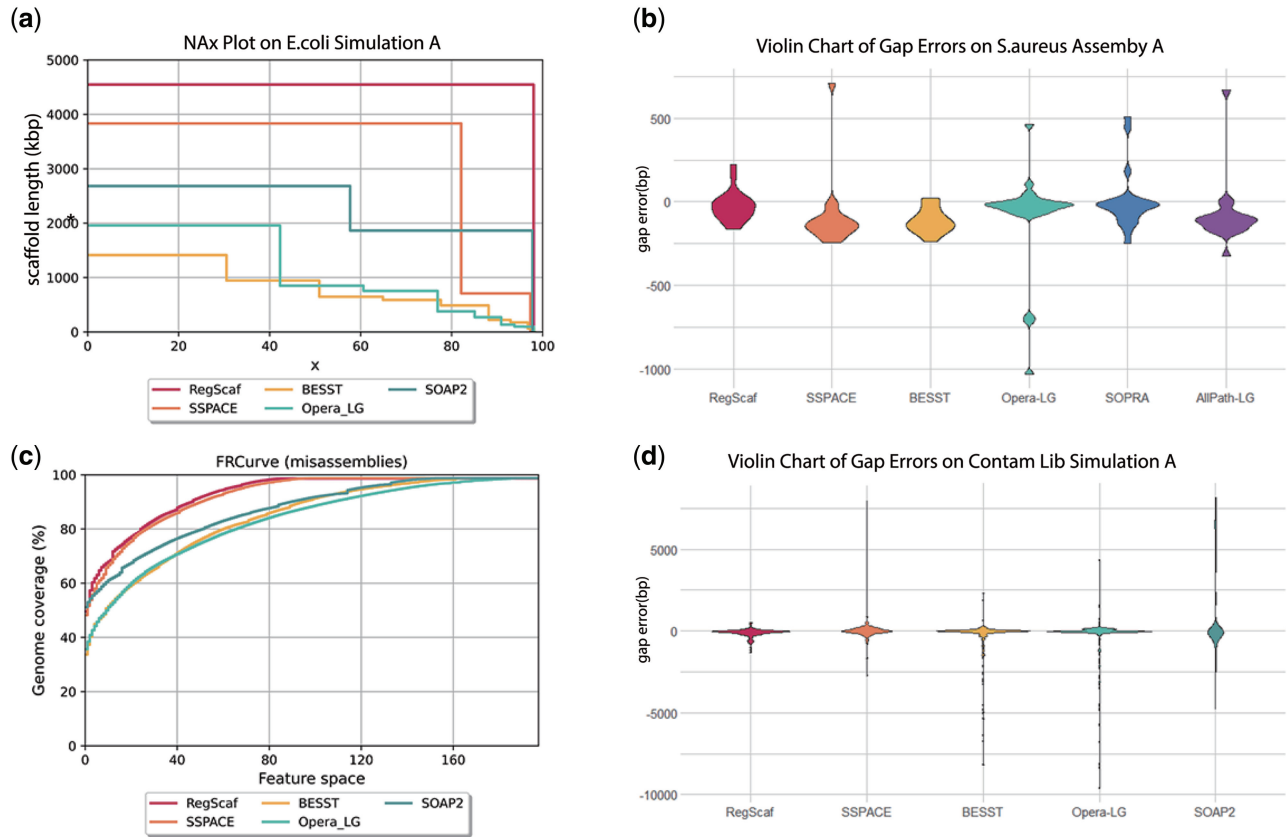 (a)
NAx Plot on E.coli Simulation A
5000
4000
3000
2000
1000
0
*
scaffold length (kbp)
0 20 40 60 80 100
x
RegScaf BESST SOAP2
SSPACE Opera_LG
(b)
Violin Chart of Gap Errors on S.aureus Assemby A
500
0
-500
-1000
gap error(bp)
RegScaf SSPACE BESST Opera-LG SOPRA AllPath-LG
(c)
FRCurve (misassemblies)
100
80
60
40
20
0
Genome coverage (%)
0 40 80 120 160
Feature space
RegScaf BESST SOAP2
SSPACE Opera_LG
(d)
Violin Chart of Gap Errors on Contam Lib Simulation A
5000
0
-5000
-10000
gap error(bp)
RegScaf SSPACE BESST Opera-LG SOAP2